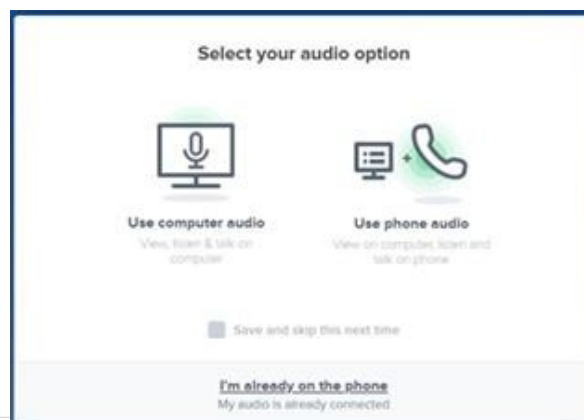 Select your audio option
Use computer audio
View, listen & talk on
computer
Use phone audio
View on computer, listen and
talk on phone
Save and skip this next time
I'm already on the phone
My audio is already connected